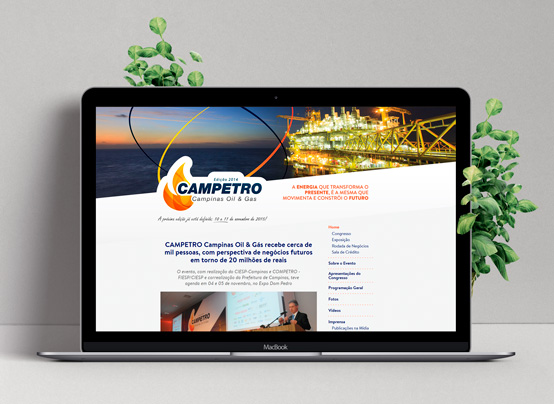 Edição 2014
CAMPETRO
Campinas Oil & Gas
A ENERGIA QUE TRANSFORMA O
PRESENTE, É A MESMA QUE
MOVIMENTA E CONSTRÓI O FUTURO
A próxima edição já está definida: 10 e 11 de novembro de 2016!
CAMPETRO Campinas Oil & Gás recebe cerca de
mil pessoas, com perspectiva de negócios futuros
em torno de 20 milhões de reais
O evento, com realização do CIESP-Campinas e COMPETRO -
FIESP/CIESP e correalização da Prefeitura de Campinas, teve
agenda em 04 e 05 de novembro, no Expo Dom Pedro
Home
Congresso
Exposição
Rodada de Negócios
Sala de Crédito
Sobre o Evento
Apresentações do
Congresso
Programação Geral
Fotos
Vídeos
Imprensa
Publicações na Mídia
CAMPETRO
MacBook